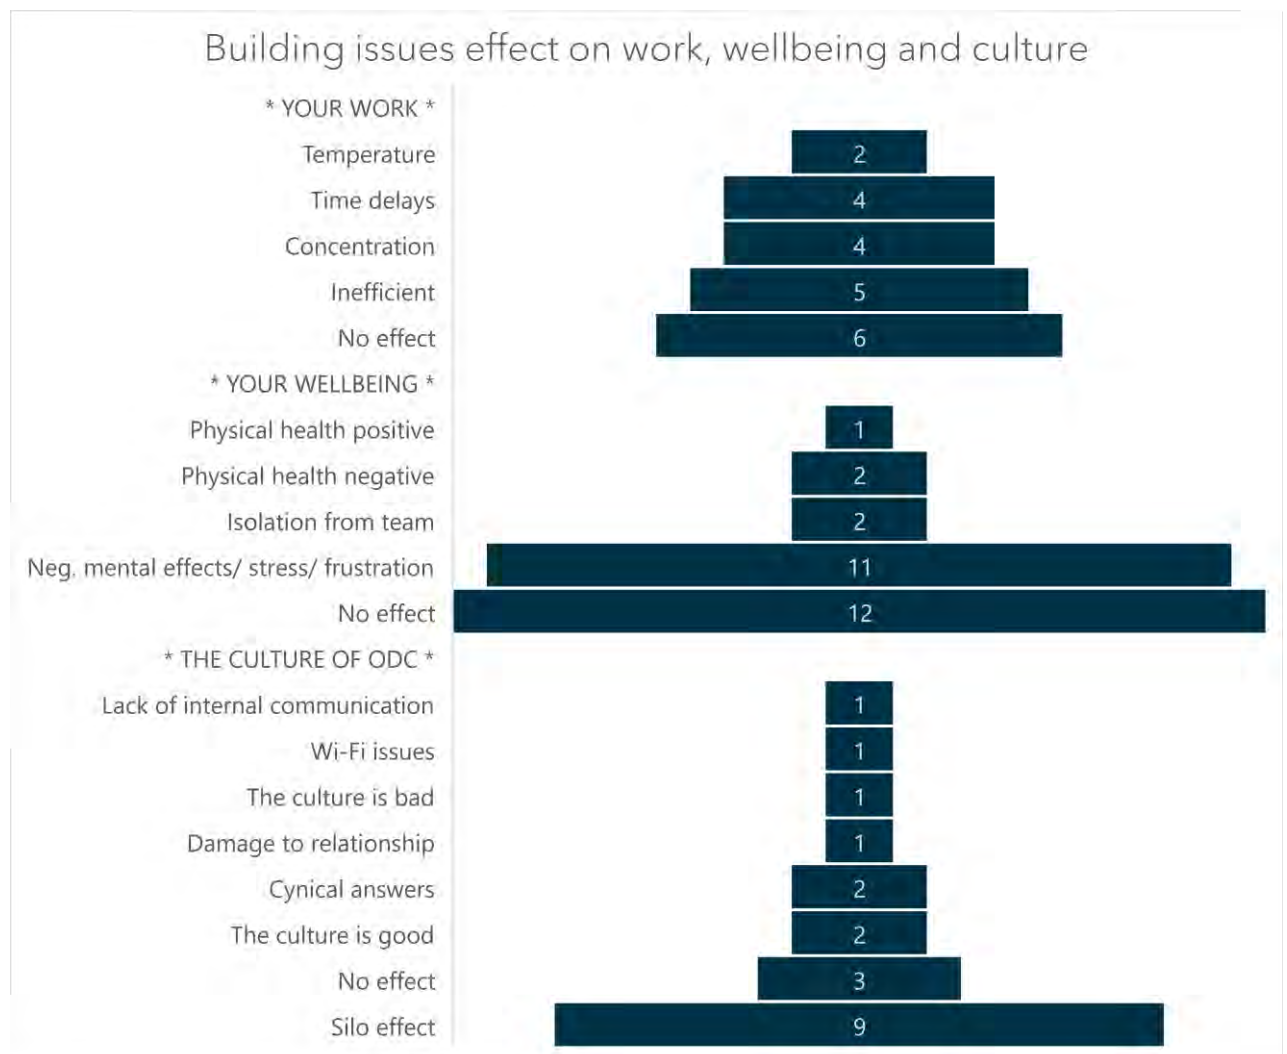 Building issues effect on work, wellbeing and culture
* YOUR WORK *
Temperature 2
Time delays 4
Concentration 4
Inefficient 5
No effect 6
* YOUR WELLBEING *
Physical health positive 1
Physical health negative 2
Isolation from team 2
Neg. mental effects/ stress/ frustration 11
No effect 12
* THE CULTURE OF ODC *
Lack of internal communication 1
Wi-Fi issues 1
The culture is bad 1
Damage to relationship 1
Cynical answers 2
The culture is good 2
No effect 3
Silo effect 9